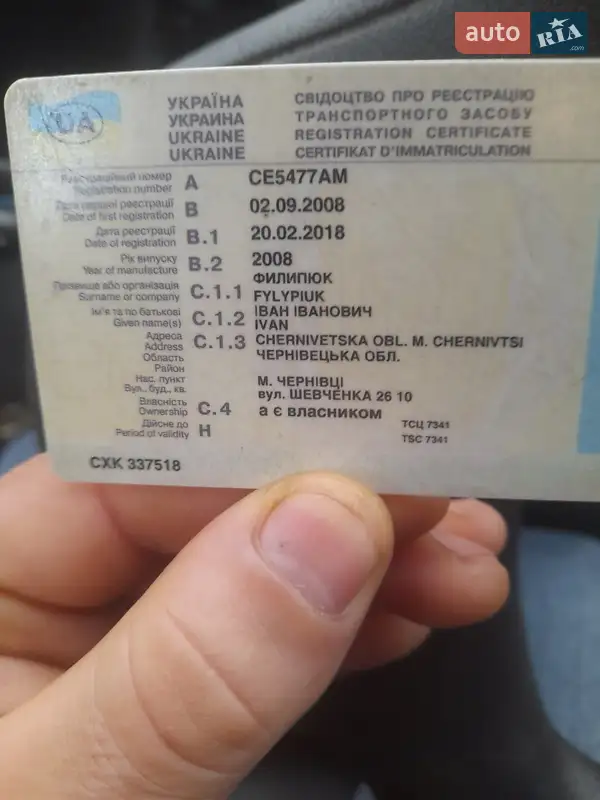 auto RIA .com
UA
УКРАЇНА
УКРАИНА
UKRAINE
UKRAINE
СВІДОЦТВО ПРО РЕЄСТРАЦІЮ
ТРАНСПОРТНОГО ЗАСОБУ
REGISTRATION CERTIFICATE
CERTIFIKAT D'IMMATRICULATION
Реєстраційний номер
Registration number A CE5477AM
Дата першої реєстрації
Date of first registration B 02.09.2008
Дата реєстрації
Date of registration B.1 20.02.2018
Рік випуску
Year of manufacture B.2 2008
Прізвище або організація
Surname or company C.1.1 ФИЛИПЮК
FYLYPIUK
Ім'я та по батькові
Given name(s) C.1.2 ІВАН ІВАНОВИЧ
IVAN
Адреса
Address C.1.3 CHERNIVETSKA OBL. M. CHERNIVTSI
Область ЧЕРНІВЕЦЬКА ОБЛ.
Район
Нас. пункт М. ЧЕРНІВЦІ
Вул., буд., кв. вул. ШЕВЧЕНКА 26 10
Власність
Ownership C.4 а є власником
Дійсне до
Period of validity H
ТСЦ 7341
TSC 7341
СХК 337518